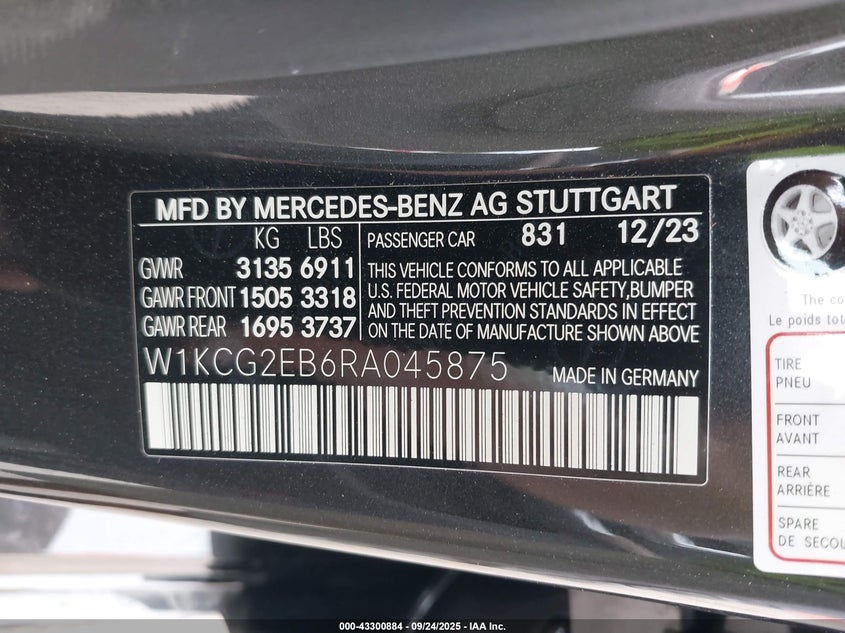 MFD BY MERCEDES-BENZ AG STUTTGART
KG LBS
GVWR 3135 6911
GAWR FRONT 1505 3318
GAWR REAR 1695 3737
PASSENGER CAR 831 12/23
THIS VEHICLE CONFORMS TO ALL APPLICABLE
U.S. FEDERAL MOTOR VEHICLE SAFETY,BUMPER
AND THEFT PREVENTION STANDARDS IN EFFECT
ON THE DATE OF MANUFACTURE SHOWN ABOVE
W1KCG2EB6RA045875 MADE IN GERMANY
The co
Le poids tot
TIRE
PNEU
FRONT
AVANT
REAR
ARRIÈRE
SPARE
DE SECOU
000-43300884 - 09/24/2025 - IAA Inc.